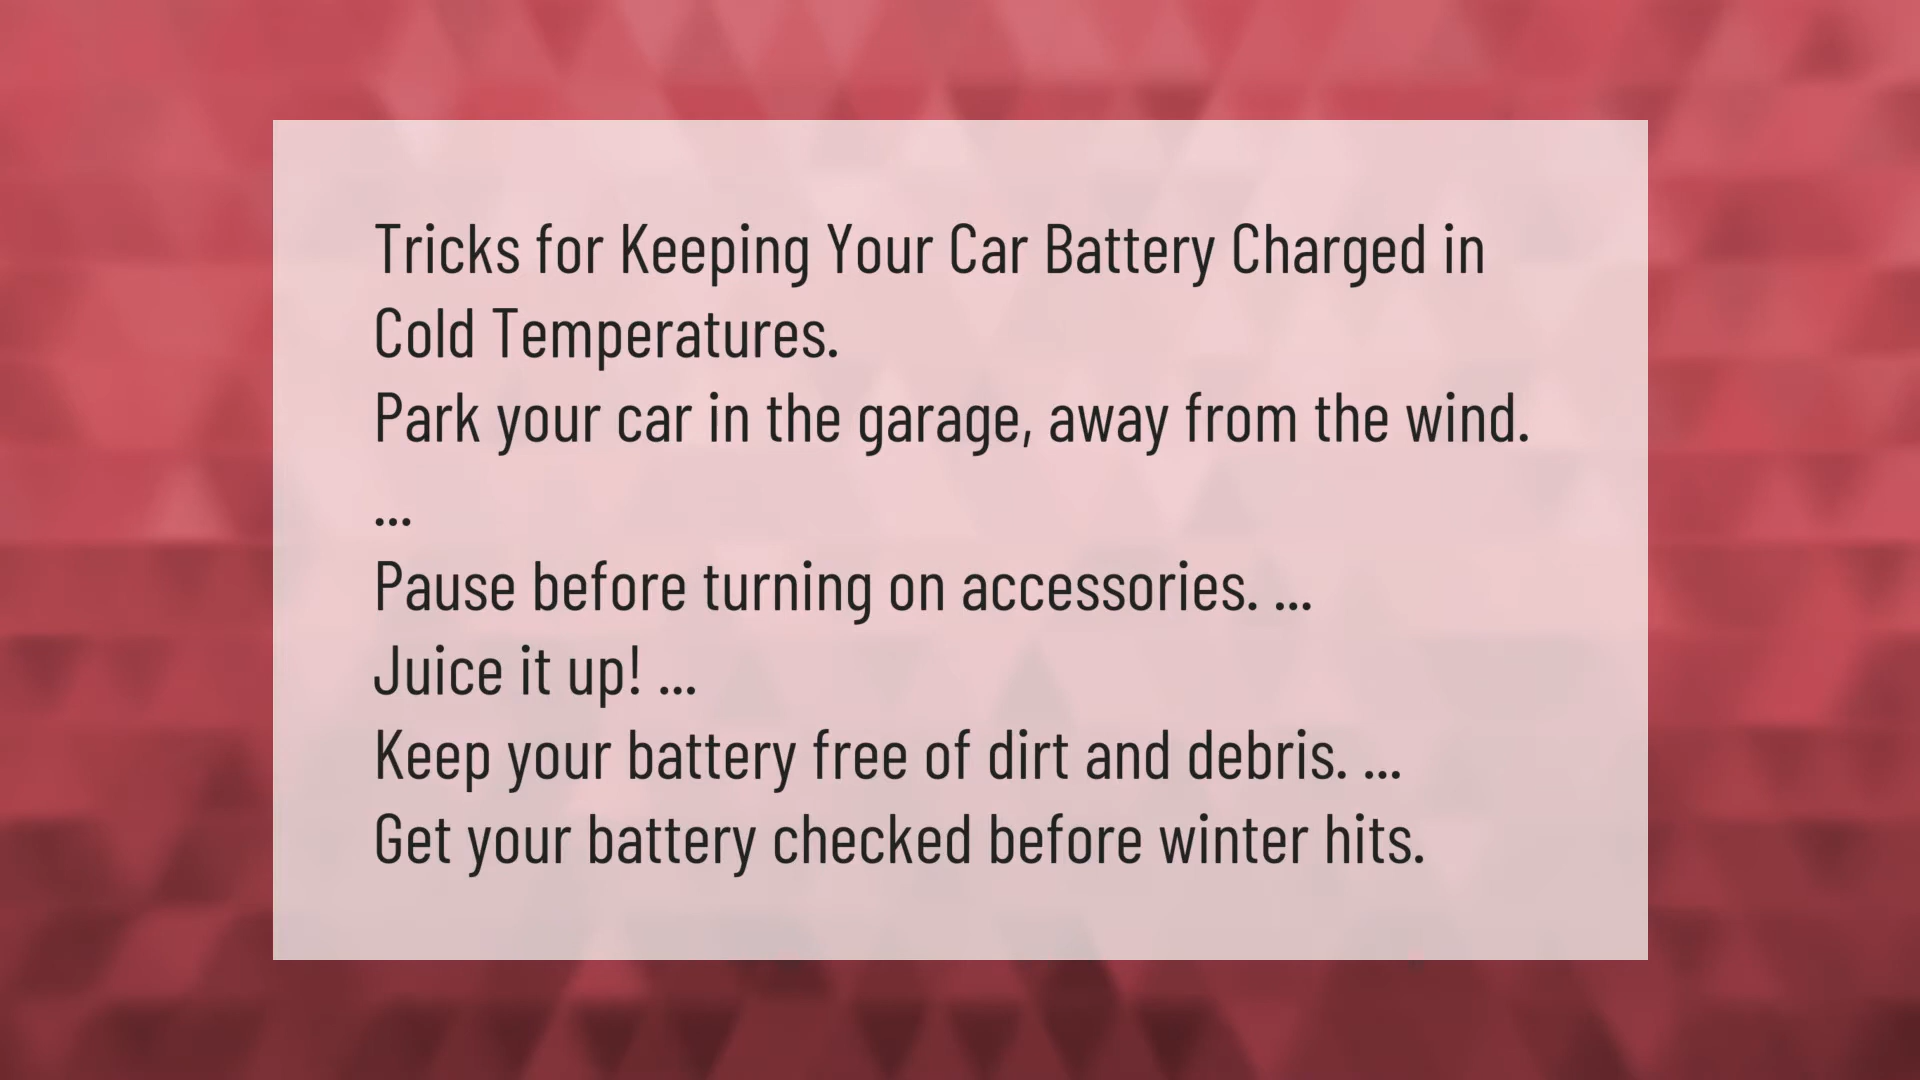 Tricks for Keeping Your Car Battery Charged in
Cold Temperatures.
Park your car in the garage, away from the wind.
...
Pause before turning on accessories. ...
Juice it up! ...
Keep your battery free of dirt and debris. ...
Get your battery checked before winter hits.